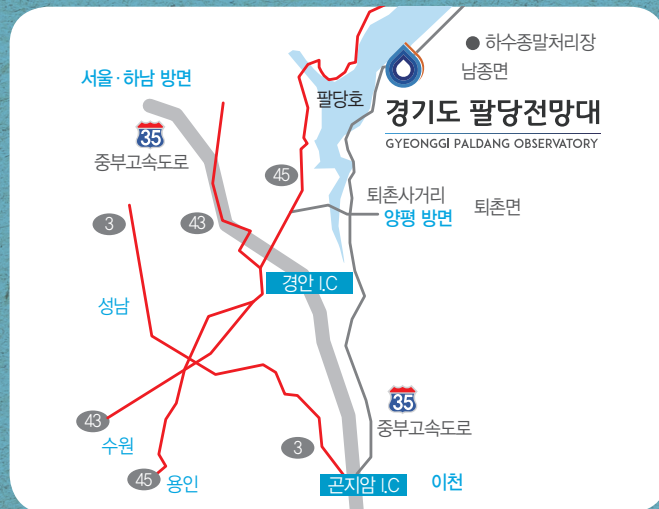 하수종말처리장
남종면
서울·하남 방면
팔당호
경기도 팔당전망대
GYEONGGI PALDANG OBSERVATORY
35
중부고속도로
45
퇴촌사거리
퇴촌면
양평 방면
3
43
경안 I.C
성남
35
중부고속도로
43
수원
3
45
용인
곤지암 I.C
이천